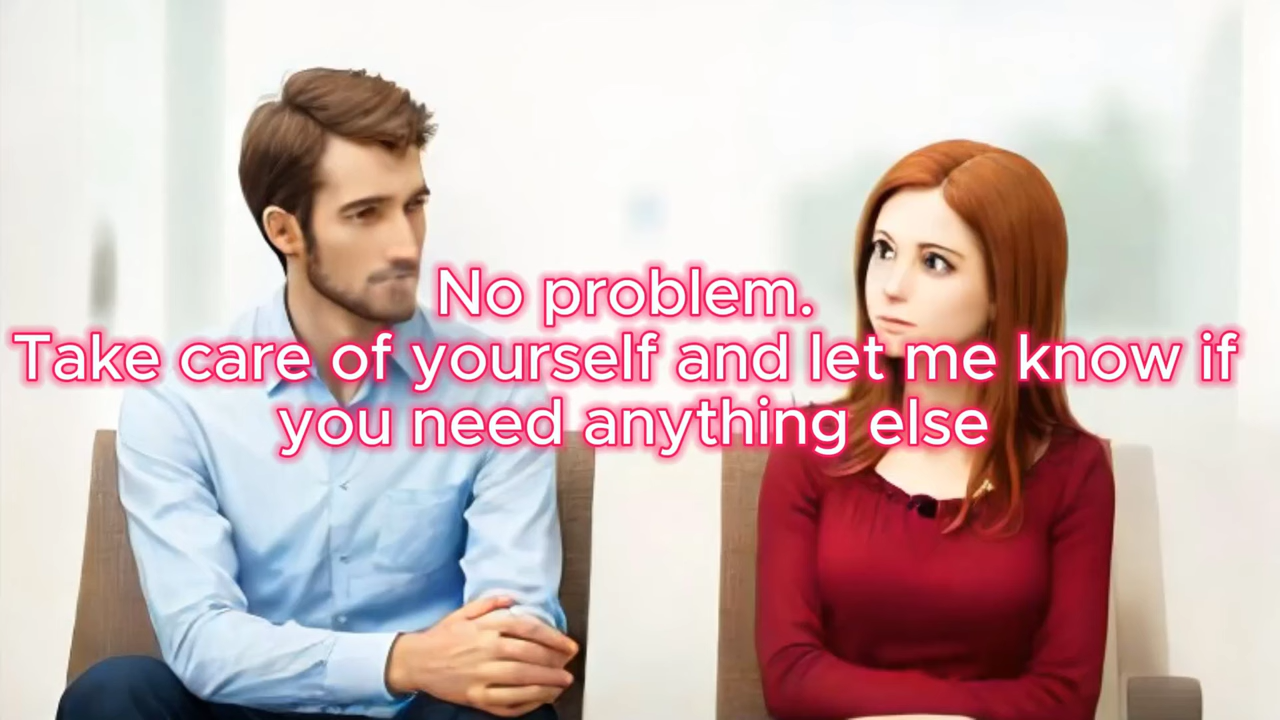 No problem.
Take care of yourself and let me know if
you need anything else